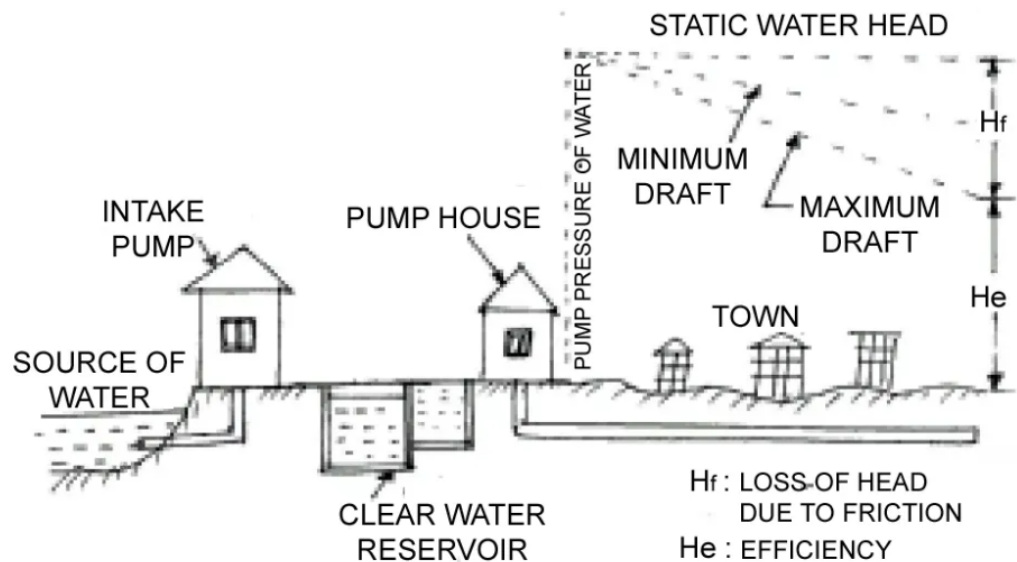 STATIC WATER HEAD
PUMP PRESSURE OF WATER
Hf
MINIMUM
DRAFT
MAXIMUM
DRAFT
INTAKE
PUMP
PUMP HOUSE
He
TOWN
SOURCE OF
WATER
CLEAR WATER
RESERVOIR
Hf : LOSS OF HEAD
DUE TO FRICTION
He : EFFICIENCY